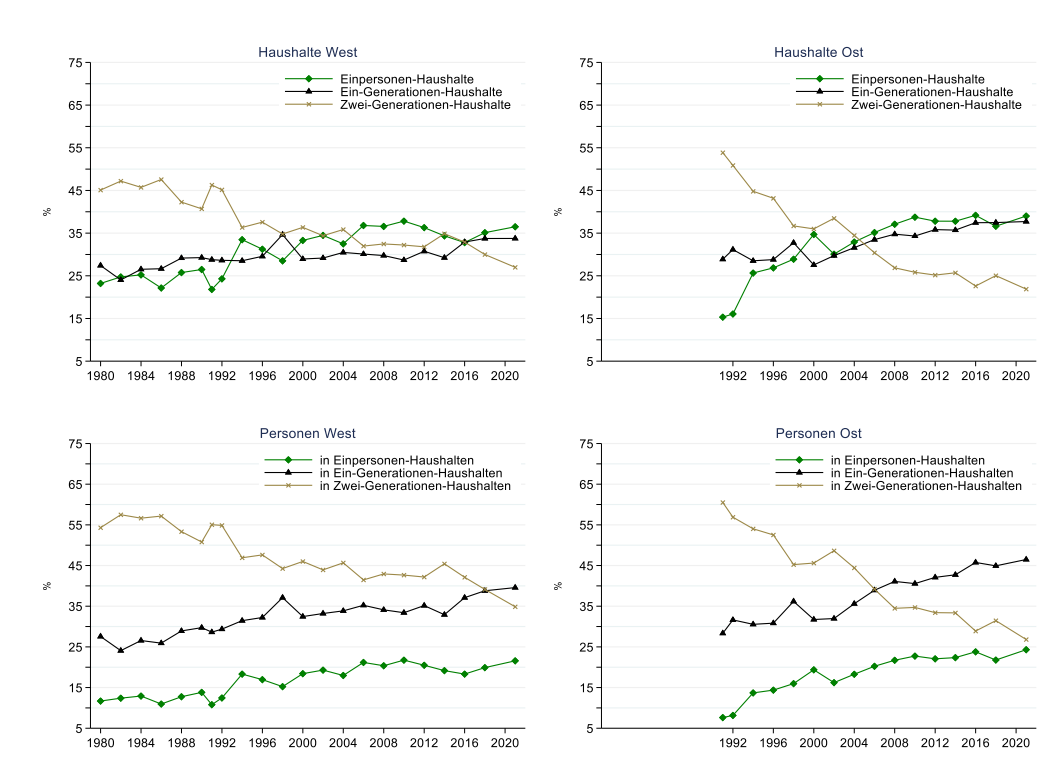 Haushalte West
75
65
55
45
35
25
15
5
%
Einpersonen-Haushalte
Ein-Generationen-Haushalte
Zwei-Generationen-Haushalte
1980 1984 1988 1992 1996 2000 2004 2008 2012 2016 2020
Haushalte Ost
75
65
55
45
35
25
15
5
%
Einpersonen-Haushalte
Ein-Generationen-Haushalte
Zwei-Generationen-Haushalte
1992 1996 2000 2004 2008 2012 2016 2020
Personen West
75
65
55
45
35
25
15
5
%
in Einpersonen-Haushalten
in Ein-Generationen-Haushalten
in Zwei-Generationen-Haushalten
1980 1984 1988 1992 1996 2000 2004 2008 2012 2016 2020
Personen Ost
75
65
55
45
35
25
15
5
%
in Einpersonen-Haushalten
in Ein-Generationen-Haushalten
in Zwei-Generationen-Haushalten
1992 1996 2000 2004 2008 2012 2016 2020